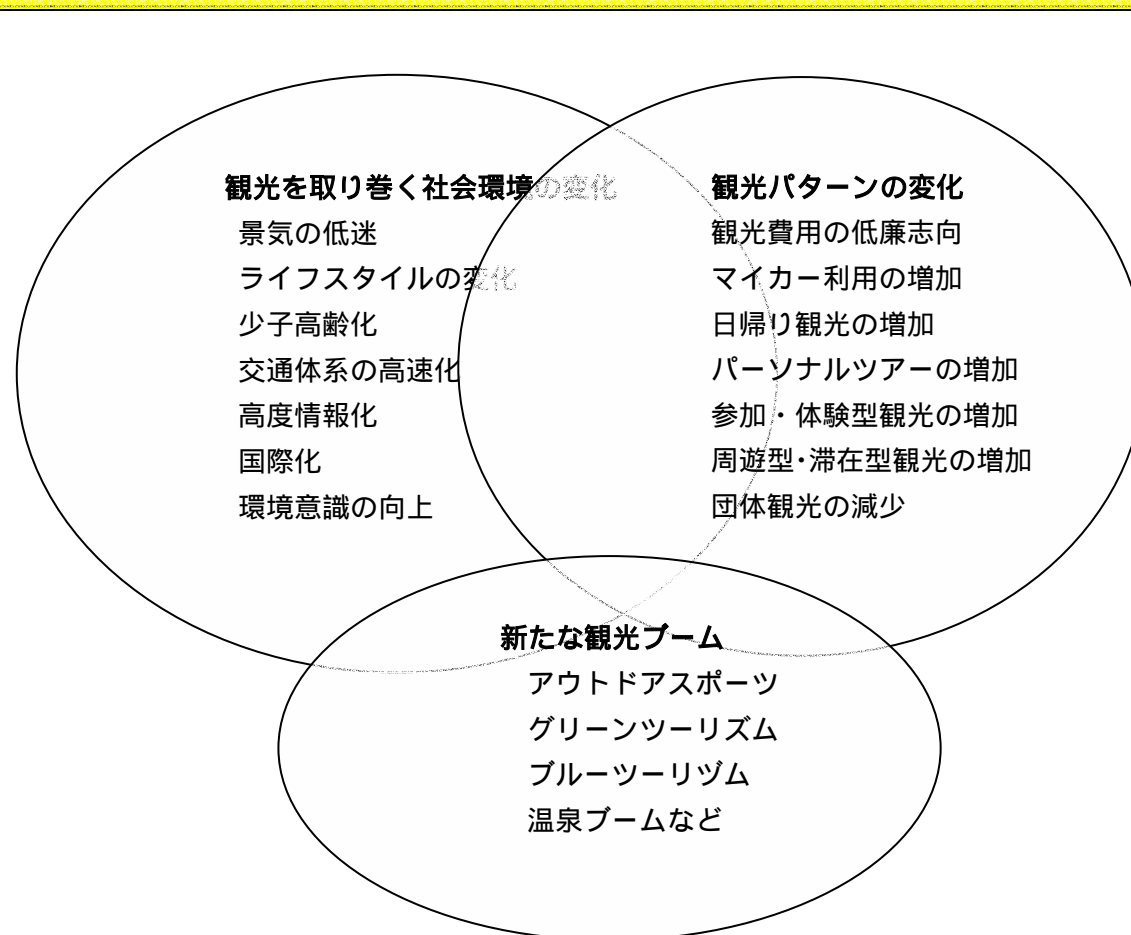 観光を取り巻く社会環境の変化
景気の低迷
ライフスタイルの変化
少子高齢化
交通体系の高速化
高度情報化
国際化
環境意識の向上
観光パターンの変化
観光費用の低廉志向
マイカー利用の増加
日帰り観光の増加
パーソナルツアーの増加
参加・体験型観光の増加
周遊型･滞在型観光の増加
団体観光の減少
新たな観光ブーム
アウトドアスポーツ
グリーンツーリズム
ブルーツーリヅム
温泉ブームなど